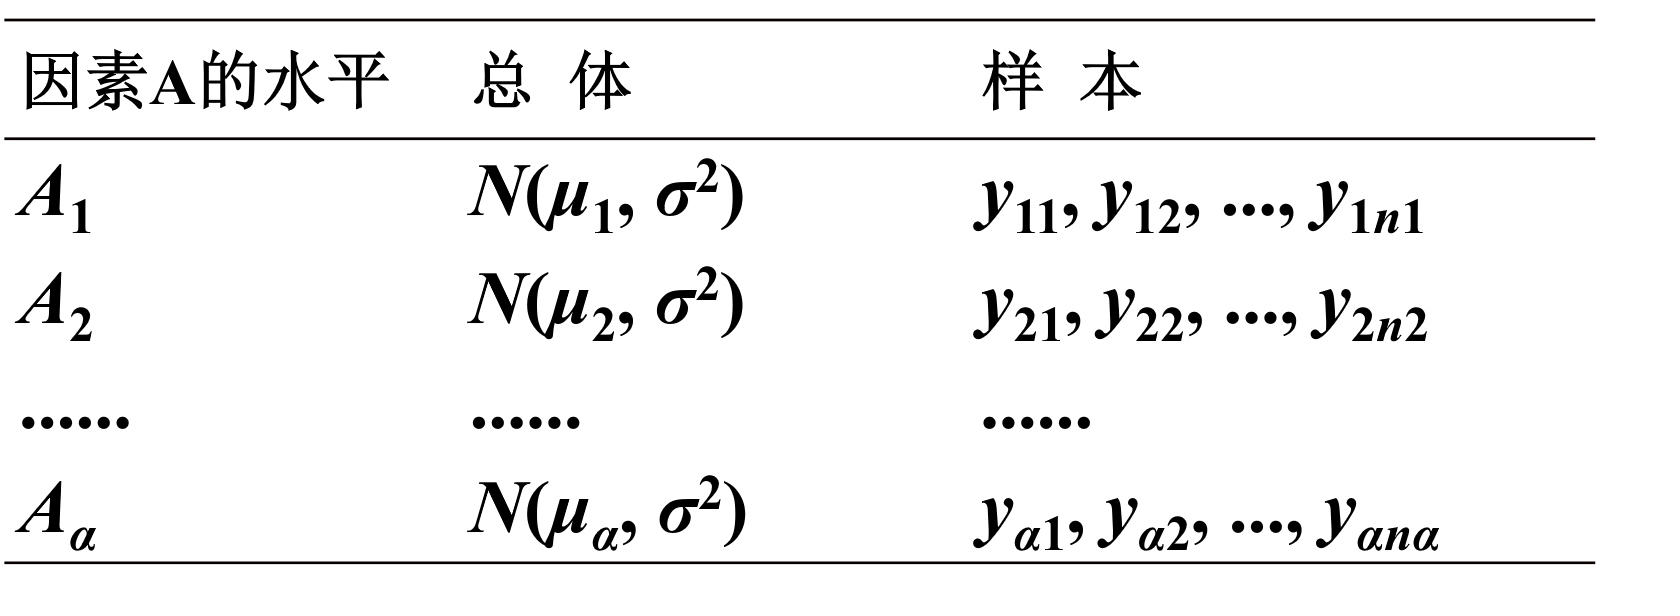 因素A的水平 总 体 样 本
A1 N(μ1, σ2) y11, y12, ..., y1n1
A2 N(μ2, σ2) y21, y22, ..., y2n2
...... ...... ......
Aα N(μα, σ2) yα1, yα2, ..., yαnα